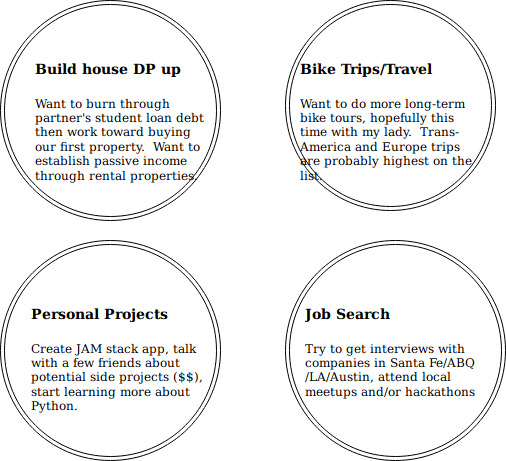 Build house DP up
Want to burn through
partner's student loan debt
then work toward buying
our first property.  Want to
establish passive income
through rental properties.
Bike Trips/Travel
Want to do more long-term
bike tours, hopefully this
time with my lady.  Trans-
America and Europe trips
are probably highest on the
list.
Personal Projects
Create JAM stack app, talk
with a few friends about
potential side projects ($$),
start learning more about
Python.
Job Search
Try to get interviews with
companies in Santa Fe/ABQ
/LA/Austin, attend local
meetups and/or hackathons